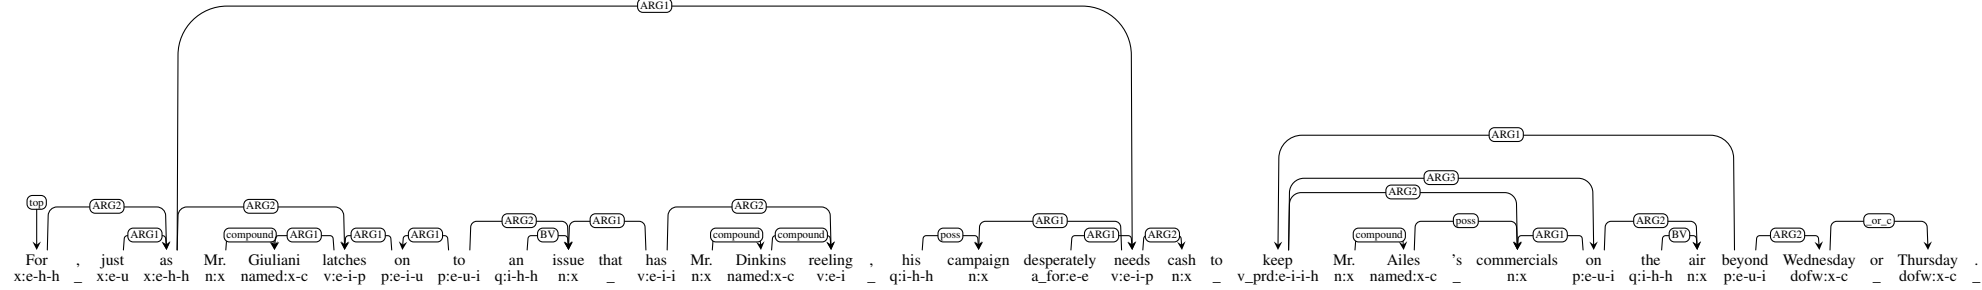 ARG1
ARG1
ARG3
ARG2
top ARG2 ARG2 ARG2 ARG1 ARG2 ARG1 poss ARG2 _or_c
ARG1 compound ARG1 ARG1 ARG1 BV compound compound poss ARG1 ARG2 compound ARG1 BV ARG2
For , just as Mr. Giuliani latches on to an issue that has Mr. Dinkins reeling , his campaign desperately needs cash to keep Mr. Ailes 's commercials on the air beyond Wednesday or Thursday .
x:e-h-h _ x:e-u x:e-h-h n:x named:x-c v:e-i-p p:e-i-u p:e-u-i q:i-h-h n:x _ v:e-i-i n:x named:x-c v:e-i _ q:i-h-h n:x a_for:e-e v:e-i-p n:x _ v_prd:e-i-i-h n:x named:x-c _ n:x p:e-u-i q:i-h-h n:x p:e-u-i dofw:x-c _ dofw:x-c _